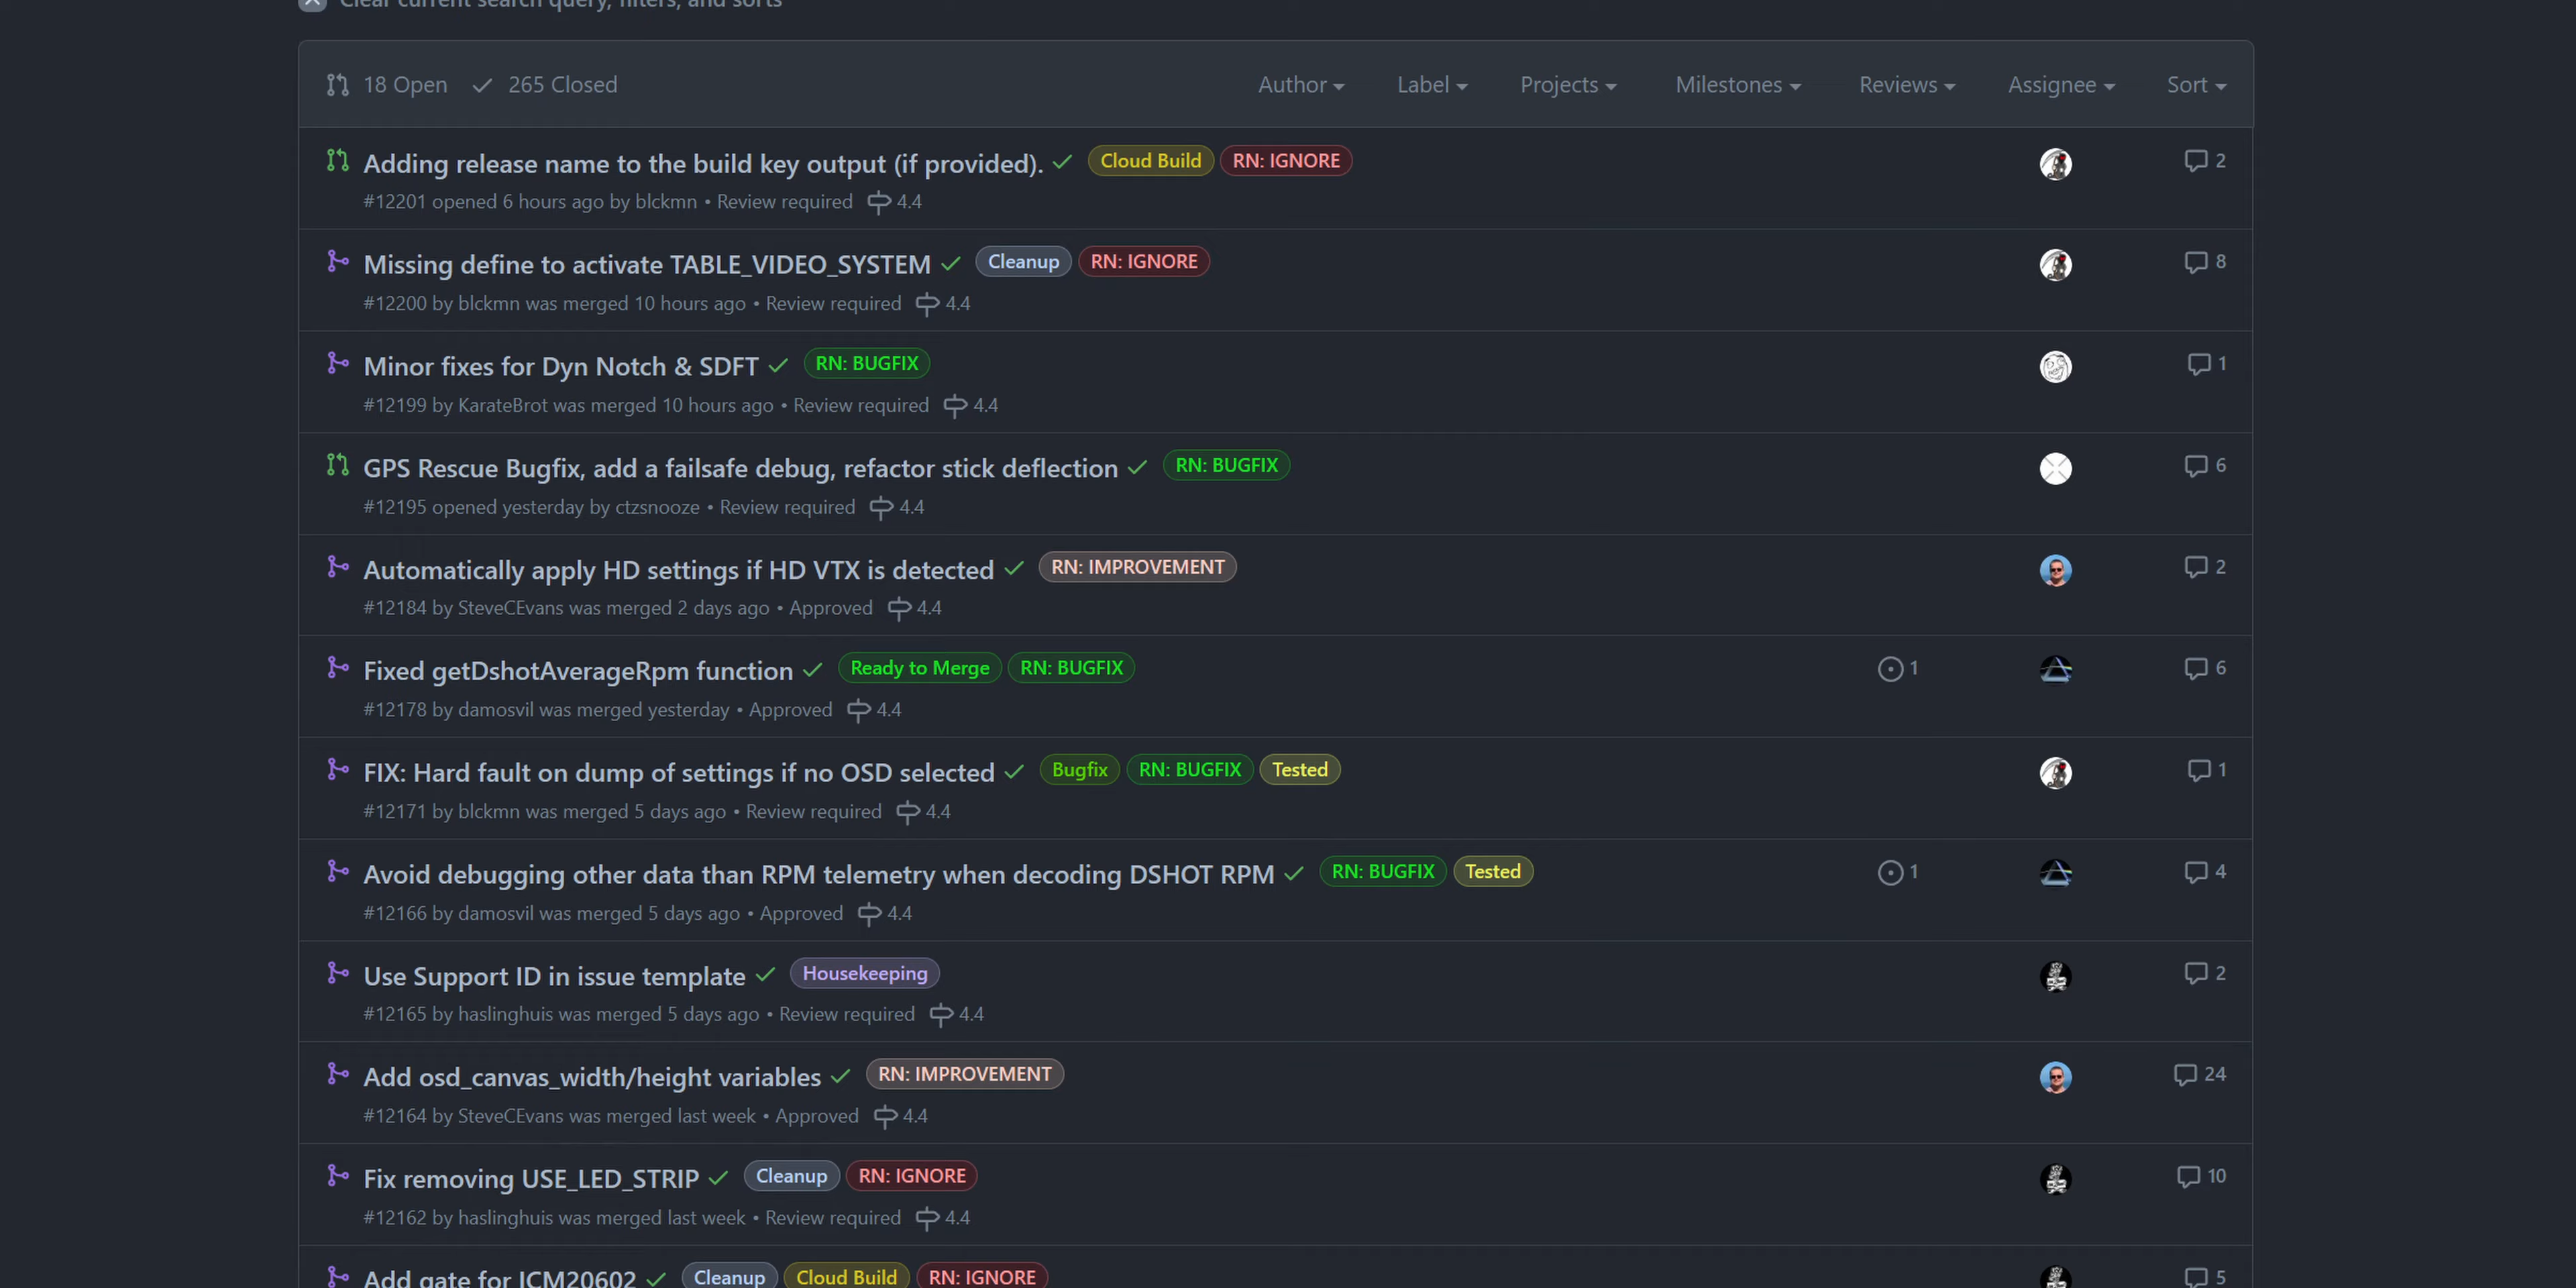 Clear current search query, filters, and sorts
18 Open 265 Closed Author Label Projects Milestones Reviews Assignee Sort
Adding release name to the build key output (if provided). Cloud Build RN: IGNORE 2
#12201 opened 6 hours ago by blckmn • Review required 4.4
Missing define to activate TABLE_VIDEO_SYSTEM Cleanup RN: IGNORE 8
#12200 by blckmn was merged 10 hours ago • Review required 4.4
Minor fixes for Dyn Notch & SDFT RN: BUGFIX 1
#12199 by KarateBrot was merged 10 hours ago • Review required 4.4
GPS Rescue Bugfix, add a failsafe debug, refactor stick deflection RN: BUGFIX 6
#12195 opened yesterday by ctzsnooze • Review required 4.4
Automatically apply HD settings if HD VTX is detected RN: IMPROVEMENT 2
#12184 by SteveCEvans was merged 2 days ago • Approved 4.4
Fixed getDshotAverageRpm function Ready to Merge RN: BUGFIX 1 6
#12178 by damosvil was merged yesterday • Approved 4.4
FIX: Hard fault on dump of settings if no OSD selected Bugfix RN: BUGFIX Tested 1
#12171 by blckmn was merged 5 days ago • Review required 4.4
Avoid debugging other data than RPM telemetry when decoding DSHOT RPM RN: BUGFIX Tested 1 4
#12166 by damosvil was merged 5 days ago • Approved 4.4
Use Support ID in issue template Housekeeping 2
#12165 by haslinghuis was merged 5 days ago • Review required 4.4
Add osd_canvas_width/height variables RN: IMPROVEMENT 24
#12164 by SteveCEvans was merged last week • Approved 4.4
Fix removing USE_LED_STRIP Cleanup RN: IGNORE 10
#12162 by haslinghuis was merged last week • Review required 4.4
Add gate for ICM20602 Cleanup Cloud Build RN: IGNORE 5